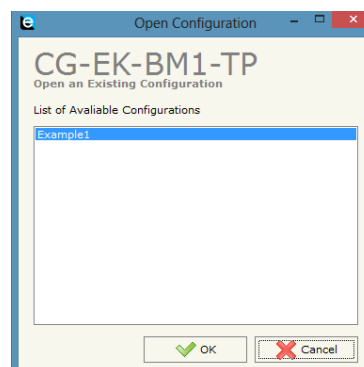 Open Configuration
CG-EK-BM1-TP
Open an Existing Configuration
List of Avaliable Configurations
Example1
OK
Cancel